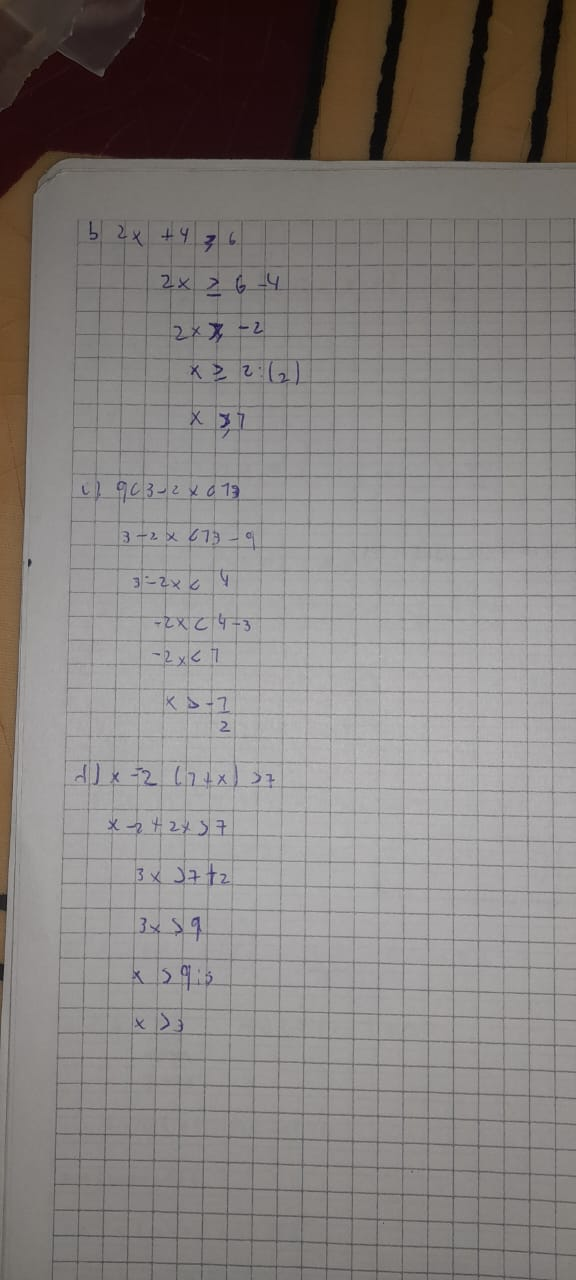 b 2x +4 ≥ 6
2x ≥ 6 -4
2x ≥ -2
x ≥ 2:(2)
x ≥ 1
c) 9<3-2x<13
3-2x<13-9
3-2x< 4
-2x< 4-3
-2x<1
x > -1/2
d) x -2 (1+x) >7
x-2+2x>7
3x >7+2
3x >9
x >9:3
x >3